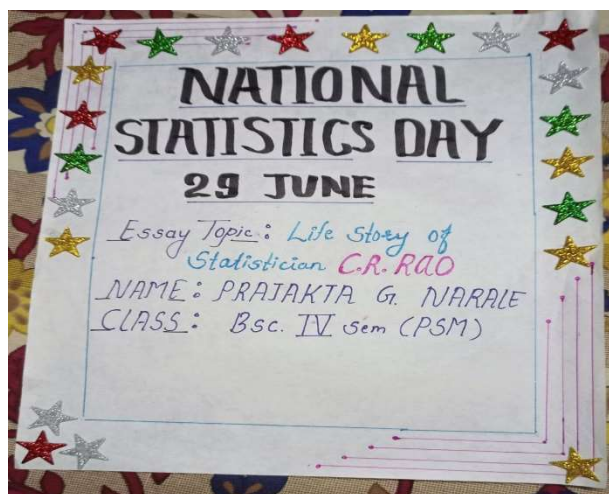 NATIONAL
STATISTICS DAY
29 JUNE
Essay Topic: Life Story of
Statistician C.R. RAO
NAME: PRAJAKTA G. NARALE
CLASS: Bsc. IV sem (PSM)